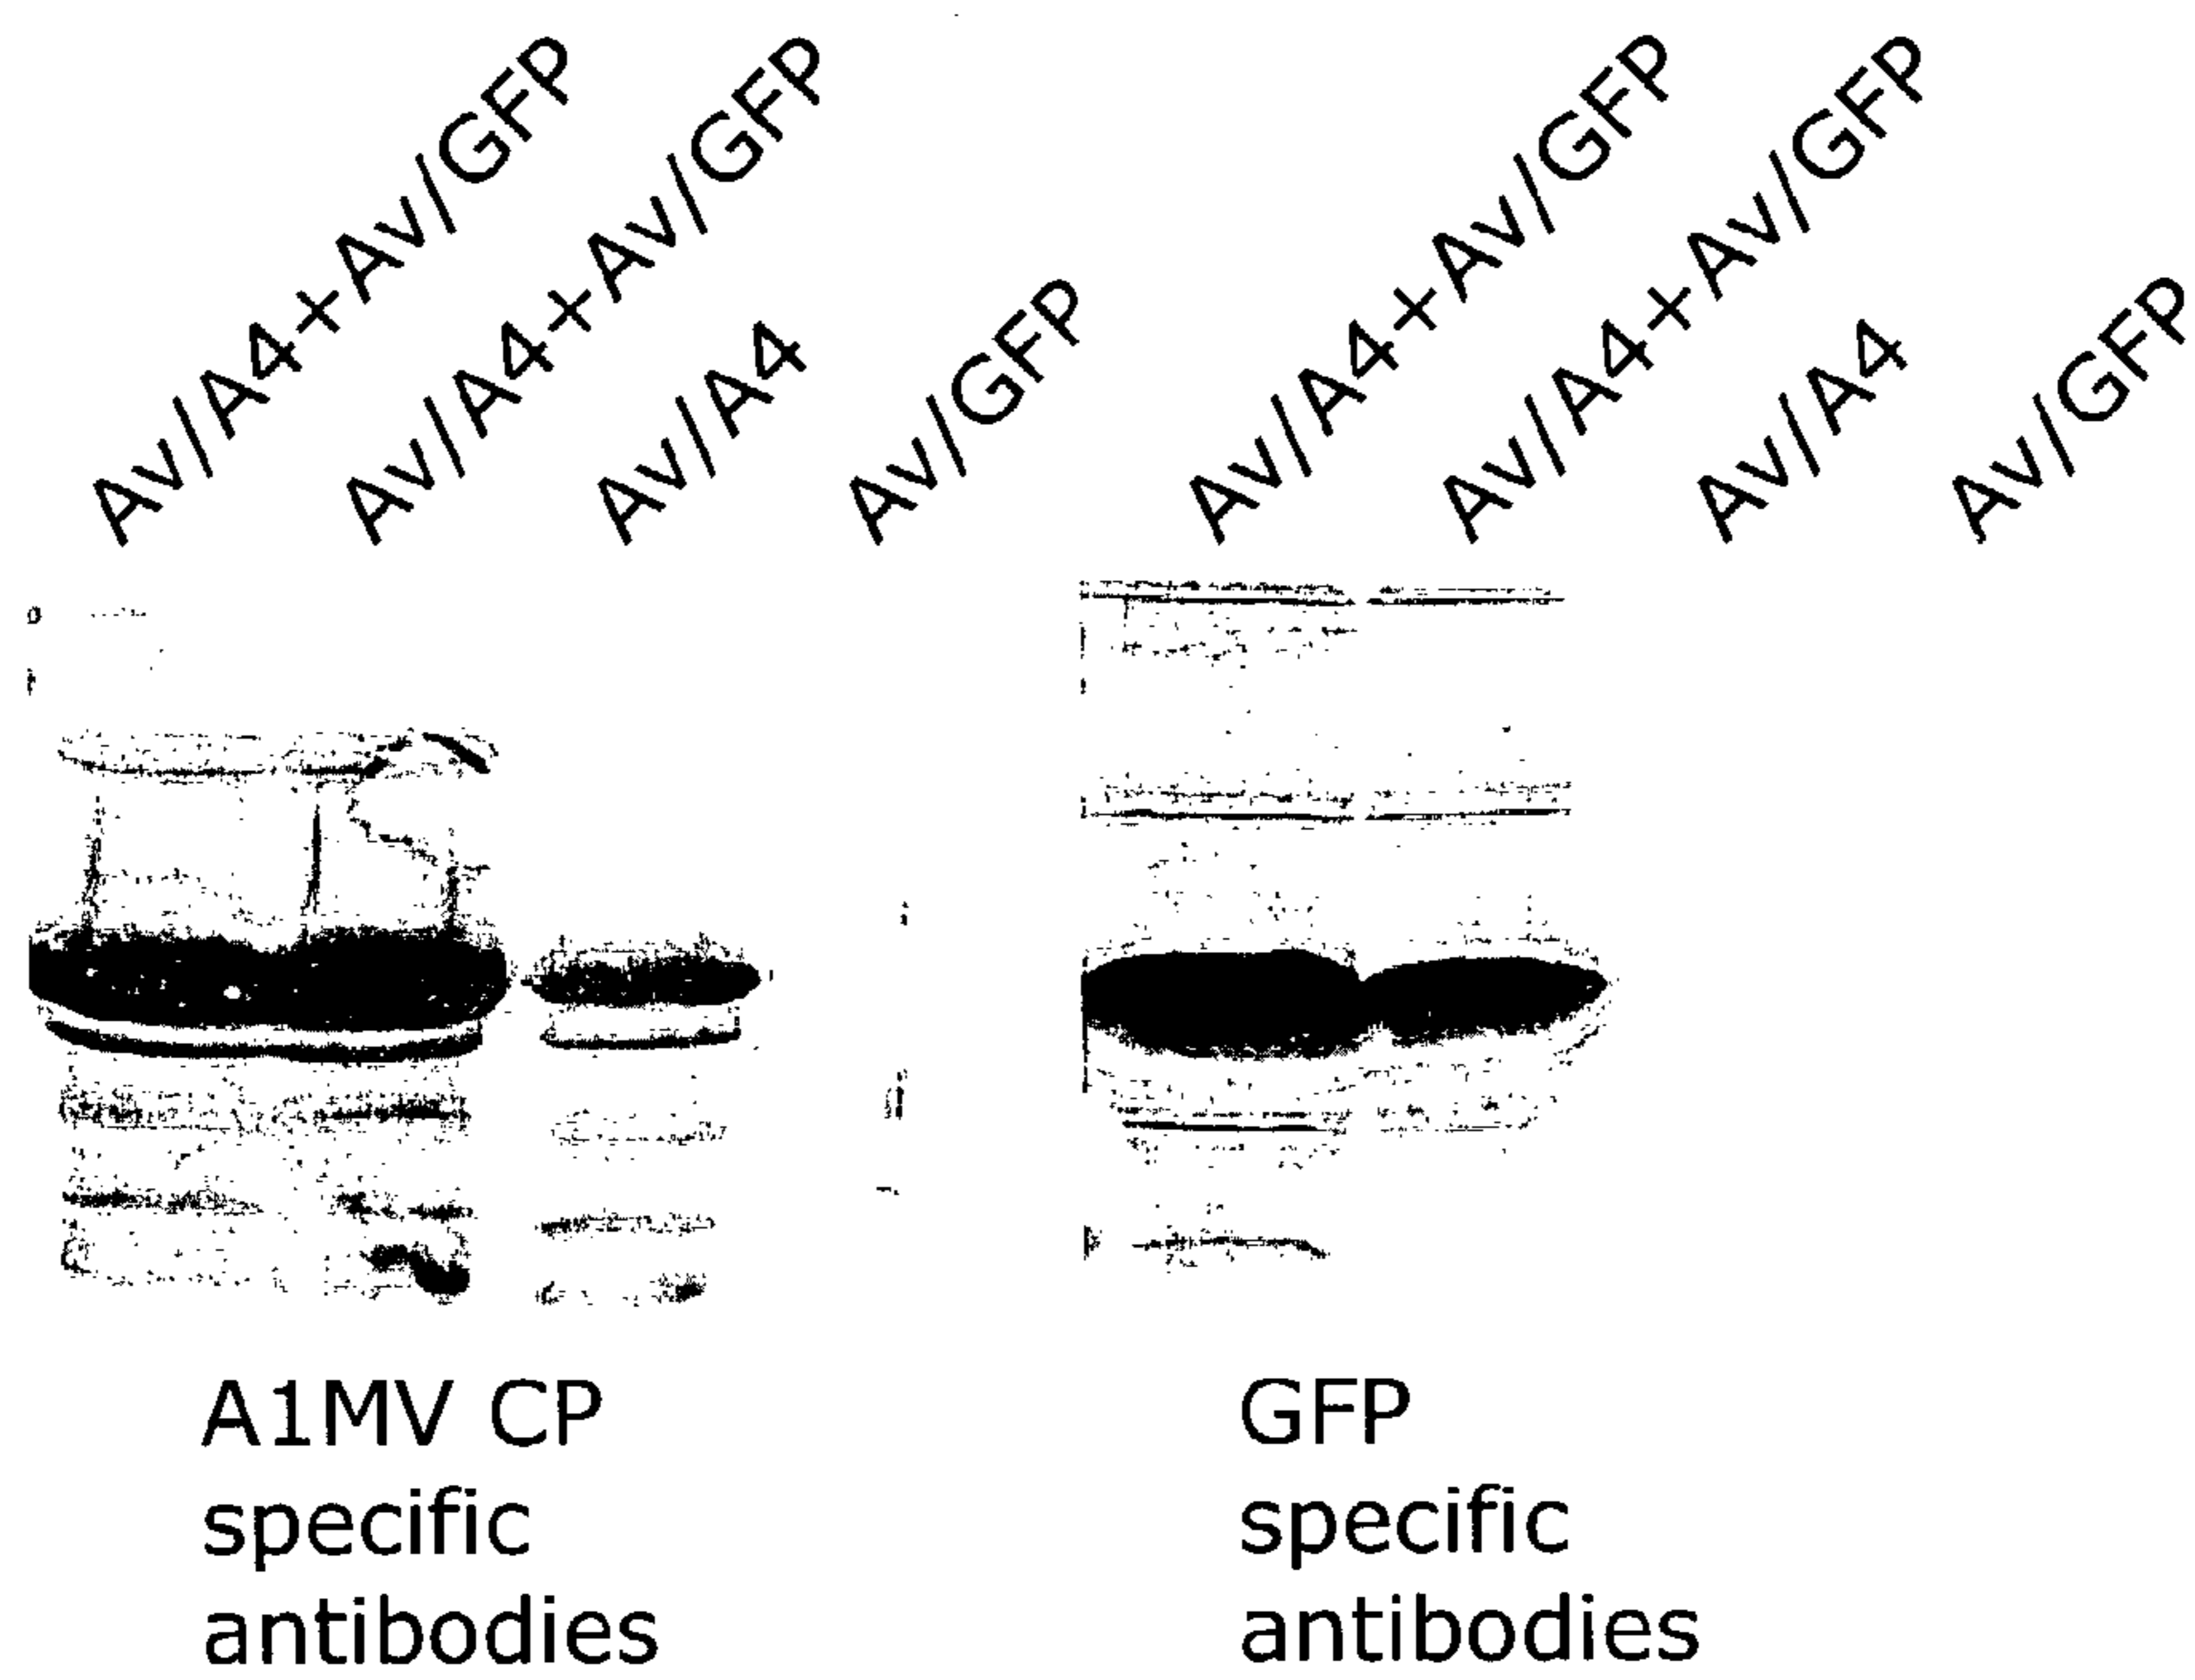 Av/A4+Av/GFP
Av/A4+Av/GFP
Av/A4
Av/GFP
Av/A4+Av/GFP
Av/A4+Av/GFP
Av/A4
Av/GFP
A1MV CP
specific
antibodies
GFP
specific
antibodies